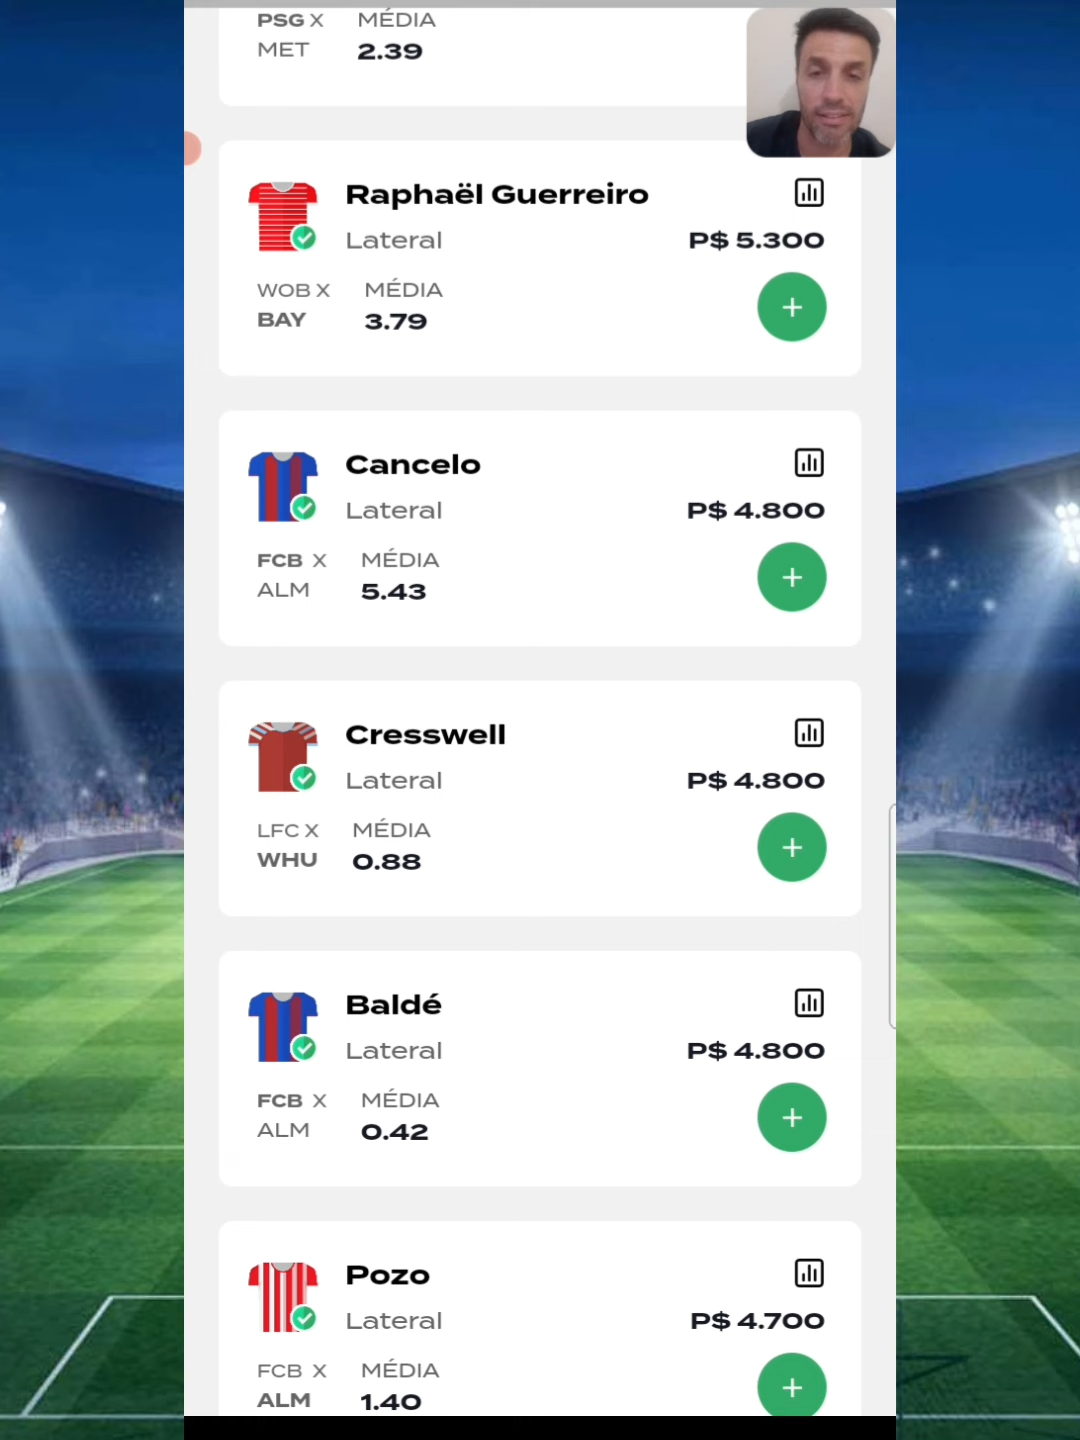 PSG X MÉDIA
MET 2.39
Raphaël Guerreiro
Lateral P$ 5.300
WOB X MÉDIA
BAY 3.79
Cancelo
Lateral P$ 4.800
FCB X MÉDIA
ALM 5.43
Cresswell
Lateral P$ 4.800
LFC X MÉDIA
WHU 0.88
Baldé
Lateral P$ 4.800
FCB X MÉDIA
ALM 0.42
Pozo
Lateral P$ 4.700
FCB X MÉDIA
ALM 1.40